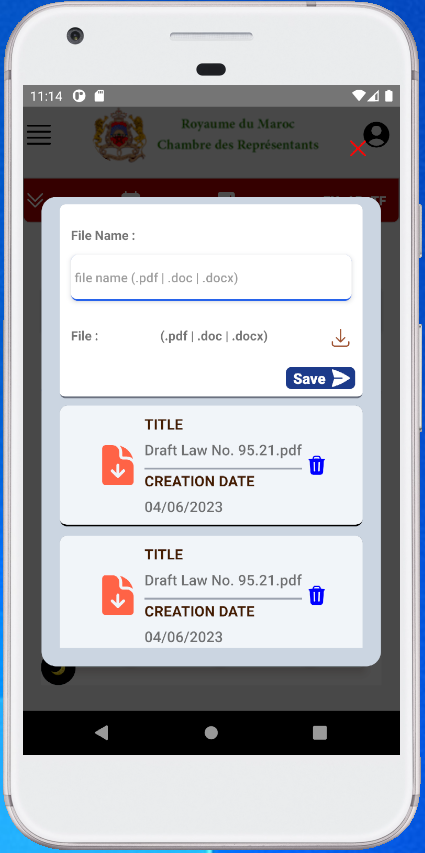 11:14
Royaume du Maroc
Chambre des Représentants
File Name :
file name (.pdf | .doc | .docx)
File : (.pdf | .doc | .docx)
Save
TITLE
Draft Law No. 95.21.pdf
CREATION DATE
04/06/2023
TITLE
Draft Law No. 95.21.pdf
CREATION DATE
04/06/2023